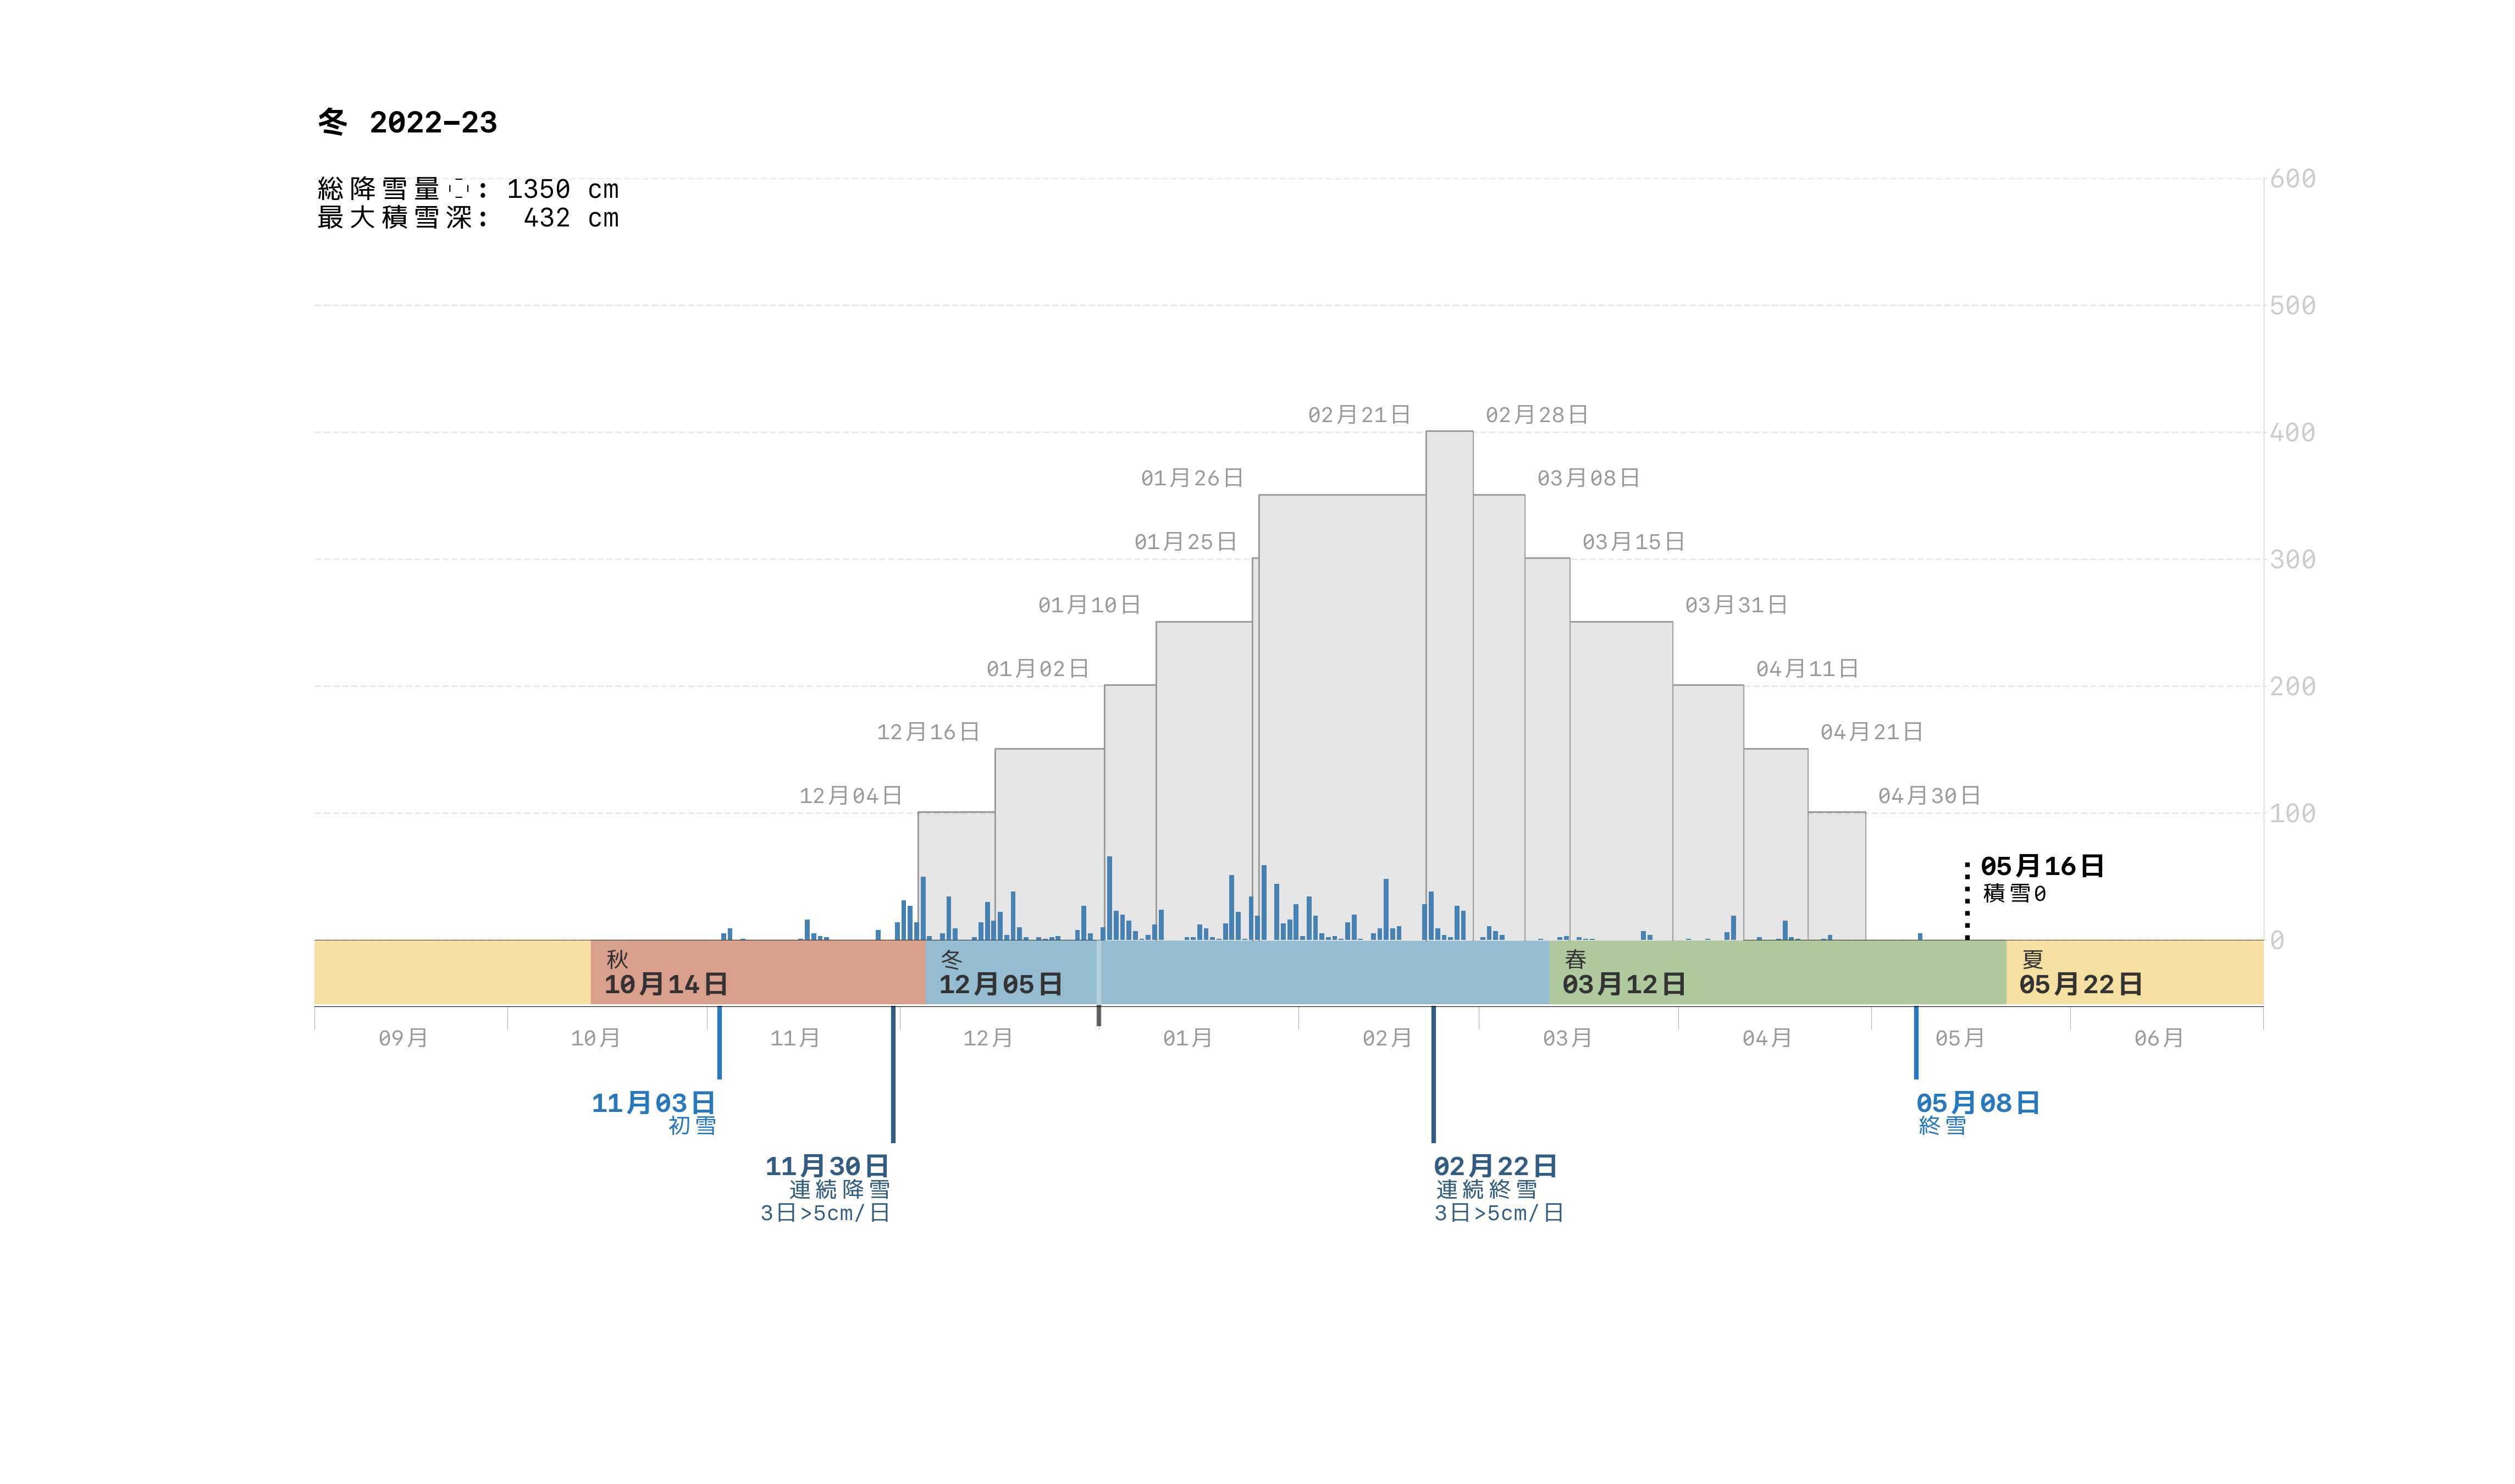 冬 2022–23
総降雪量 : 1350 cm
最大積雪深: 432 cm
600
500
400
300
200
100
0
02月21日
02月28日
01月26日
03月08日
01月25日
03月15日
01月10日
03月31日
01月02日
04月11日
12月16日
04月21日
12月04日
04月30日
05月16日
積雪0
秋
10月14日
冬
12月05日
春
03月12日
夏
05月22日
09月
10月
11月
12月
01月
02月
03月
04月
05月
06月
11月03日
初雪
05月08日
終雪
11月30日
連続降雪
3日>5cm/日
02月22日
連続終雪
3日>5cm/日